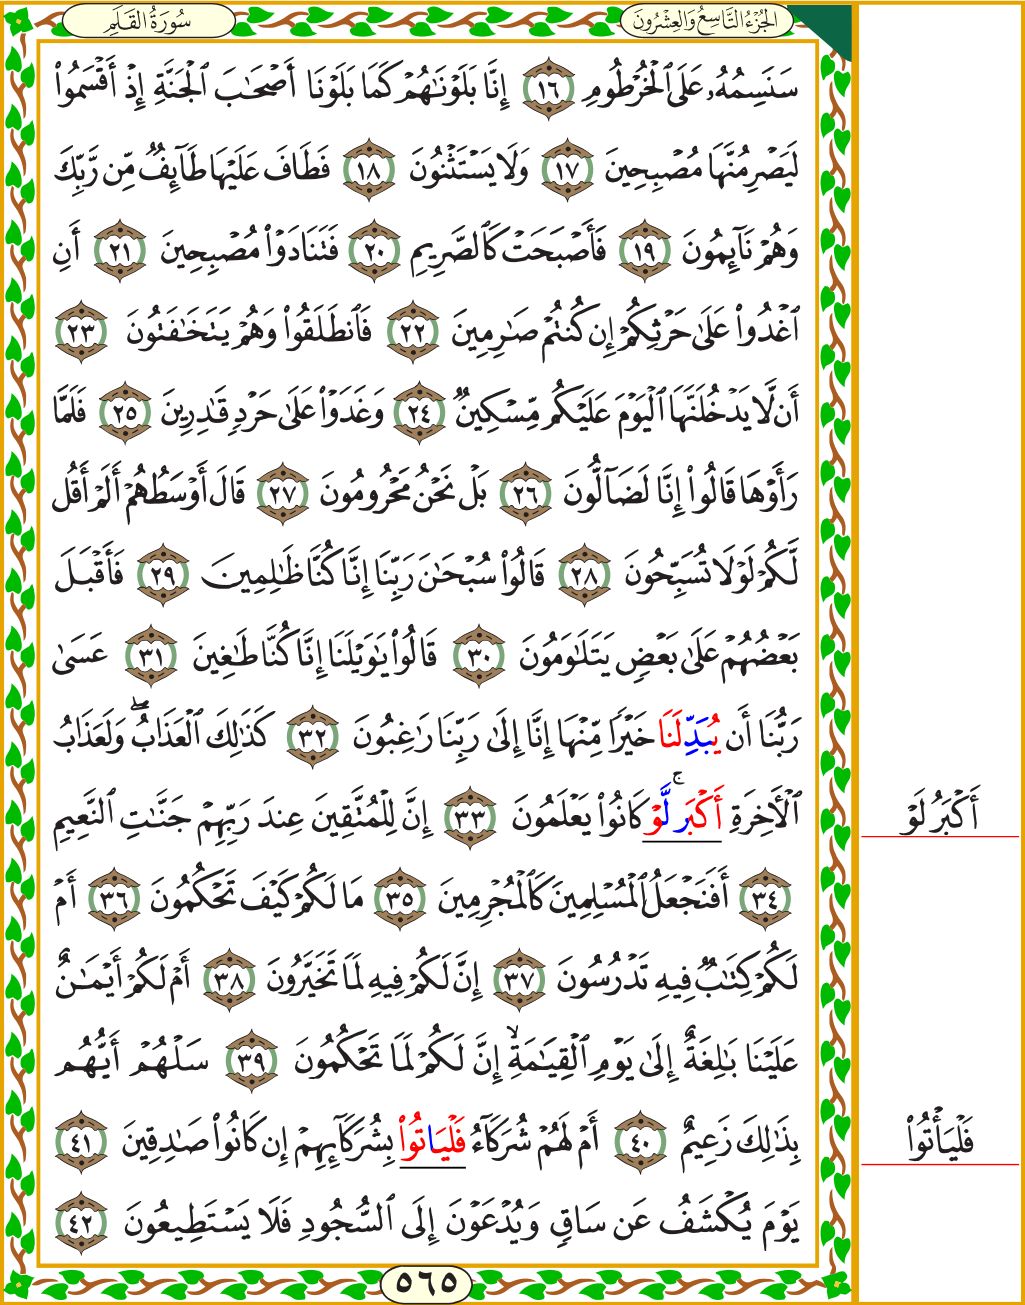 الجُزْءُ التَّاسِعُ وَالعِشْرُونَ
سُورَةُ القَلَمِ
سَنَسِمُهُۥ عَلَى ٱلْخُرْطُومِ ١٦ إِنَّا بَلَوْنَٰهُمْ كَمَا بَلَوْنَا أَصْحَٰبَ ٱلْجَنَّةِ إِذْ أَقْسَمُوا۟
لَيَصْرِمُنَّهَا مُصْبِحِينَ ١٧ وَلَا يَسْتَثْنُونَ ١٨ فَطَافَ عَلَيْهَا طَآئِفٌ مِّن رَّبِّكَ
وَهُمْ نَآئِمُونَ ١٩ فَأَصْبَحَتْ كَٱلصَّرِيمِ ٢٠ فَتَنَادَوْا۟ مُصْبِحِينَ ٢١ أَنِ
ٱغْدُوا۟ عَلَىٰ حَرْثِكُمْ إِن كُنتُمْ صَٰرِمِينَ ٢٢ فَٱنطَلَقُوا۟ وَهُمْ يَتَخَٰفَتُونَ ٢٣
أَن لَّا يَدْخُلَنَّهَا ٱلْيَوْمَ عَلَيْكُم مِّسْكِينٌ ٢٤ وَغَدَوْا۟ عَلَىٰ حَرْدٍ قَٰدِرِينَ ٢٥ فَلَمَّا
رَأَوْهَا قَالُوٓا۟ إِنَّا لَضَآلُّونَ ٢٦ بَلْ نَحْنُ مَحْرُومُونَ ٢٧ قَالَ أَوْسَطُهُمْ أَلَمْ أَقُل
لَّكُمْ لَوْلَا تُسَبِّحُونَ ٢٨ قَالُوا۟ سُبْحَٰنَ رَبِّنَا إِنَّا كُنَّا ظَٰلِمِينَ ٢٩ فَأَقْبَلَ
بَعْضُهُمْ عَلَىٰ بَعْضٍ يَتَلَٰوَمُونَ ٣٠ قَالُوا۟ يَٰوَيْلَنَا إِنَّا كُنَّا طَٰغِينَ ٣١ عَسَىٰ
رَبُّنَا أَن يُبَدِّلَنَا خَيْرًا مِّنْهَا إِنَّا إِلَىٰ رَبِّنَا رَٰغِبُونَ ٣٢ كَذَٰلِكَ ٱلْعَذَابُ ۖ وَلَعَذَابُ
ٱلْأَخِرَةِ أَكْبَر لَّوْ كَانُوا۟ يَعْلَمُونَ ٣٣ إِنَّ لِلْمُتَّقِينَ عِندَ رَبِّهِمْ جَنَّٰتِ ٱلنَّعِيمِ
أَكْبَرُ لَوْ
٣٤ أَفَنَجْعَلُ ٱلْمُسْلِمِينَ كَٱلْمُجْرِمِينَ ٣٥ مَا لَكُمْ كَيْفَ تَحْكُمُونَ ٣٦ أَمْ
لَكُمْ كِتَٰبٌ فِيهِ تَدْرُسُونَ ٣٧ إِنَّ لَكُمْ فِيهِ لَمَا تَخَيَّرُونَ ٣٨ أَمْ لَكُمْ أَيْمَٰنٌ
عَلَيْنَا بَٰلِغَةٌ إِلَىٰ يَوْمِ ٱلْقِيَٰمَةِ ۙ إِنَّ لَكُمْ لَمَا تَحْكُمُونَ ٣٩ سَلْهُمْ أَيُّهُم
بِذَٰلِكَ زَعِيمٌ ٤٠ أَمْ لَهُمْ شُرَكَآءُ فَلْيَاتُوا۟ بِشُرَكَآئِهِمْ إِن كَانُوا۟ صَٰدِقِينَ ٤١
فَلْيَأْتُوا۟
يَوْمَ يُكْشَفُ عَن سَاقٍ وَيُدْعَوْنَ إِلَى ٱلسُّجُودِ فَلَا يَسْتَطِيعُونَ ٤٢
٥٦٥